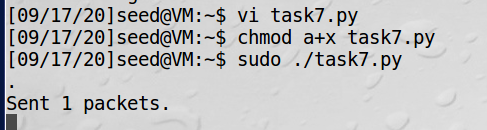 [09/17/20]seed@VM:~$ vi task7.py
[09/17/20]seed@VM:~$ chmod a+x task7.py
[09/17/20]seed@VM:~$ sudo ./task7.py
.
Sent 1 packets.